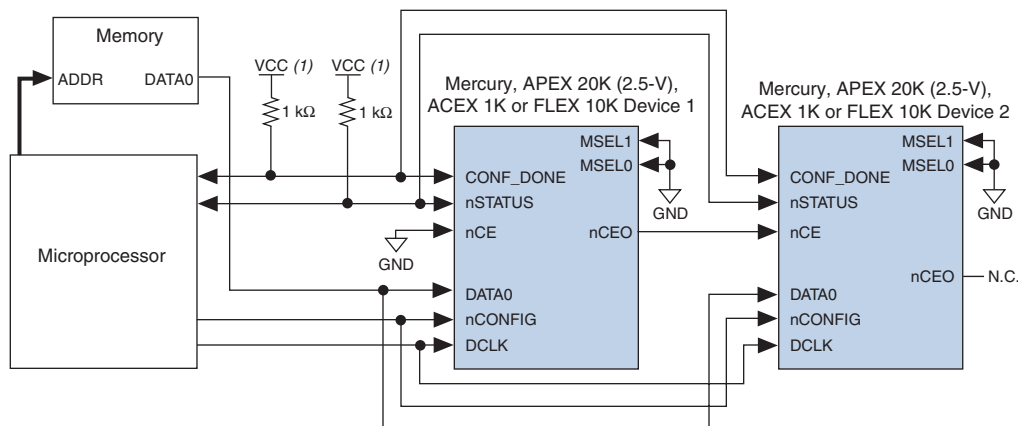 Memory
ADDR
DATA0
VCC (1)
VCC (1)
1 kΩ
1 kΩ
Microprocessor
Mercury, APEX 20K (2.5-V),
ACEX 1K or FLEX 10K Device 1
MSEL1
MSEL0
CONF_DONE
nSTATUS
nCE
nCEO
DATA0
nCONFIG
DCLK
GND
GND
Mercury, APEX 20K (2.5-V),
ACEX 1K or FLEX 10K Device 2
MSEL1
MSEL0
CONF_DONE
nSTATUS
nCE
nCEO
N.C.
DATA0
nCONFIG
DCLK
GND